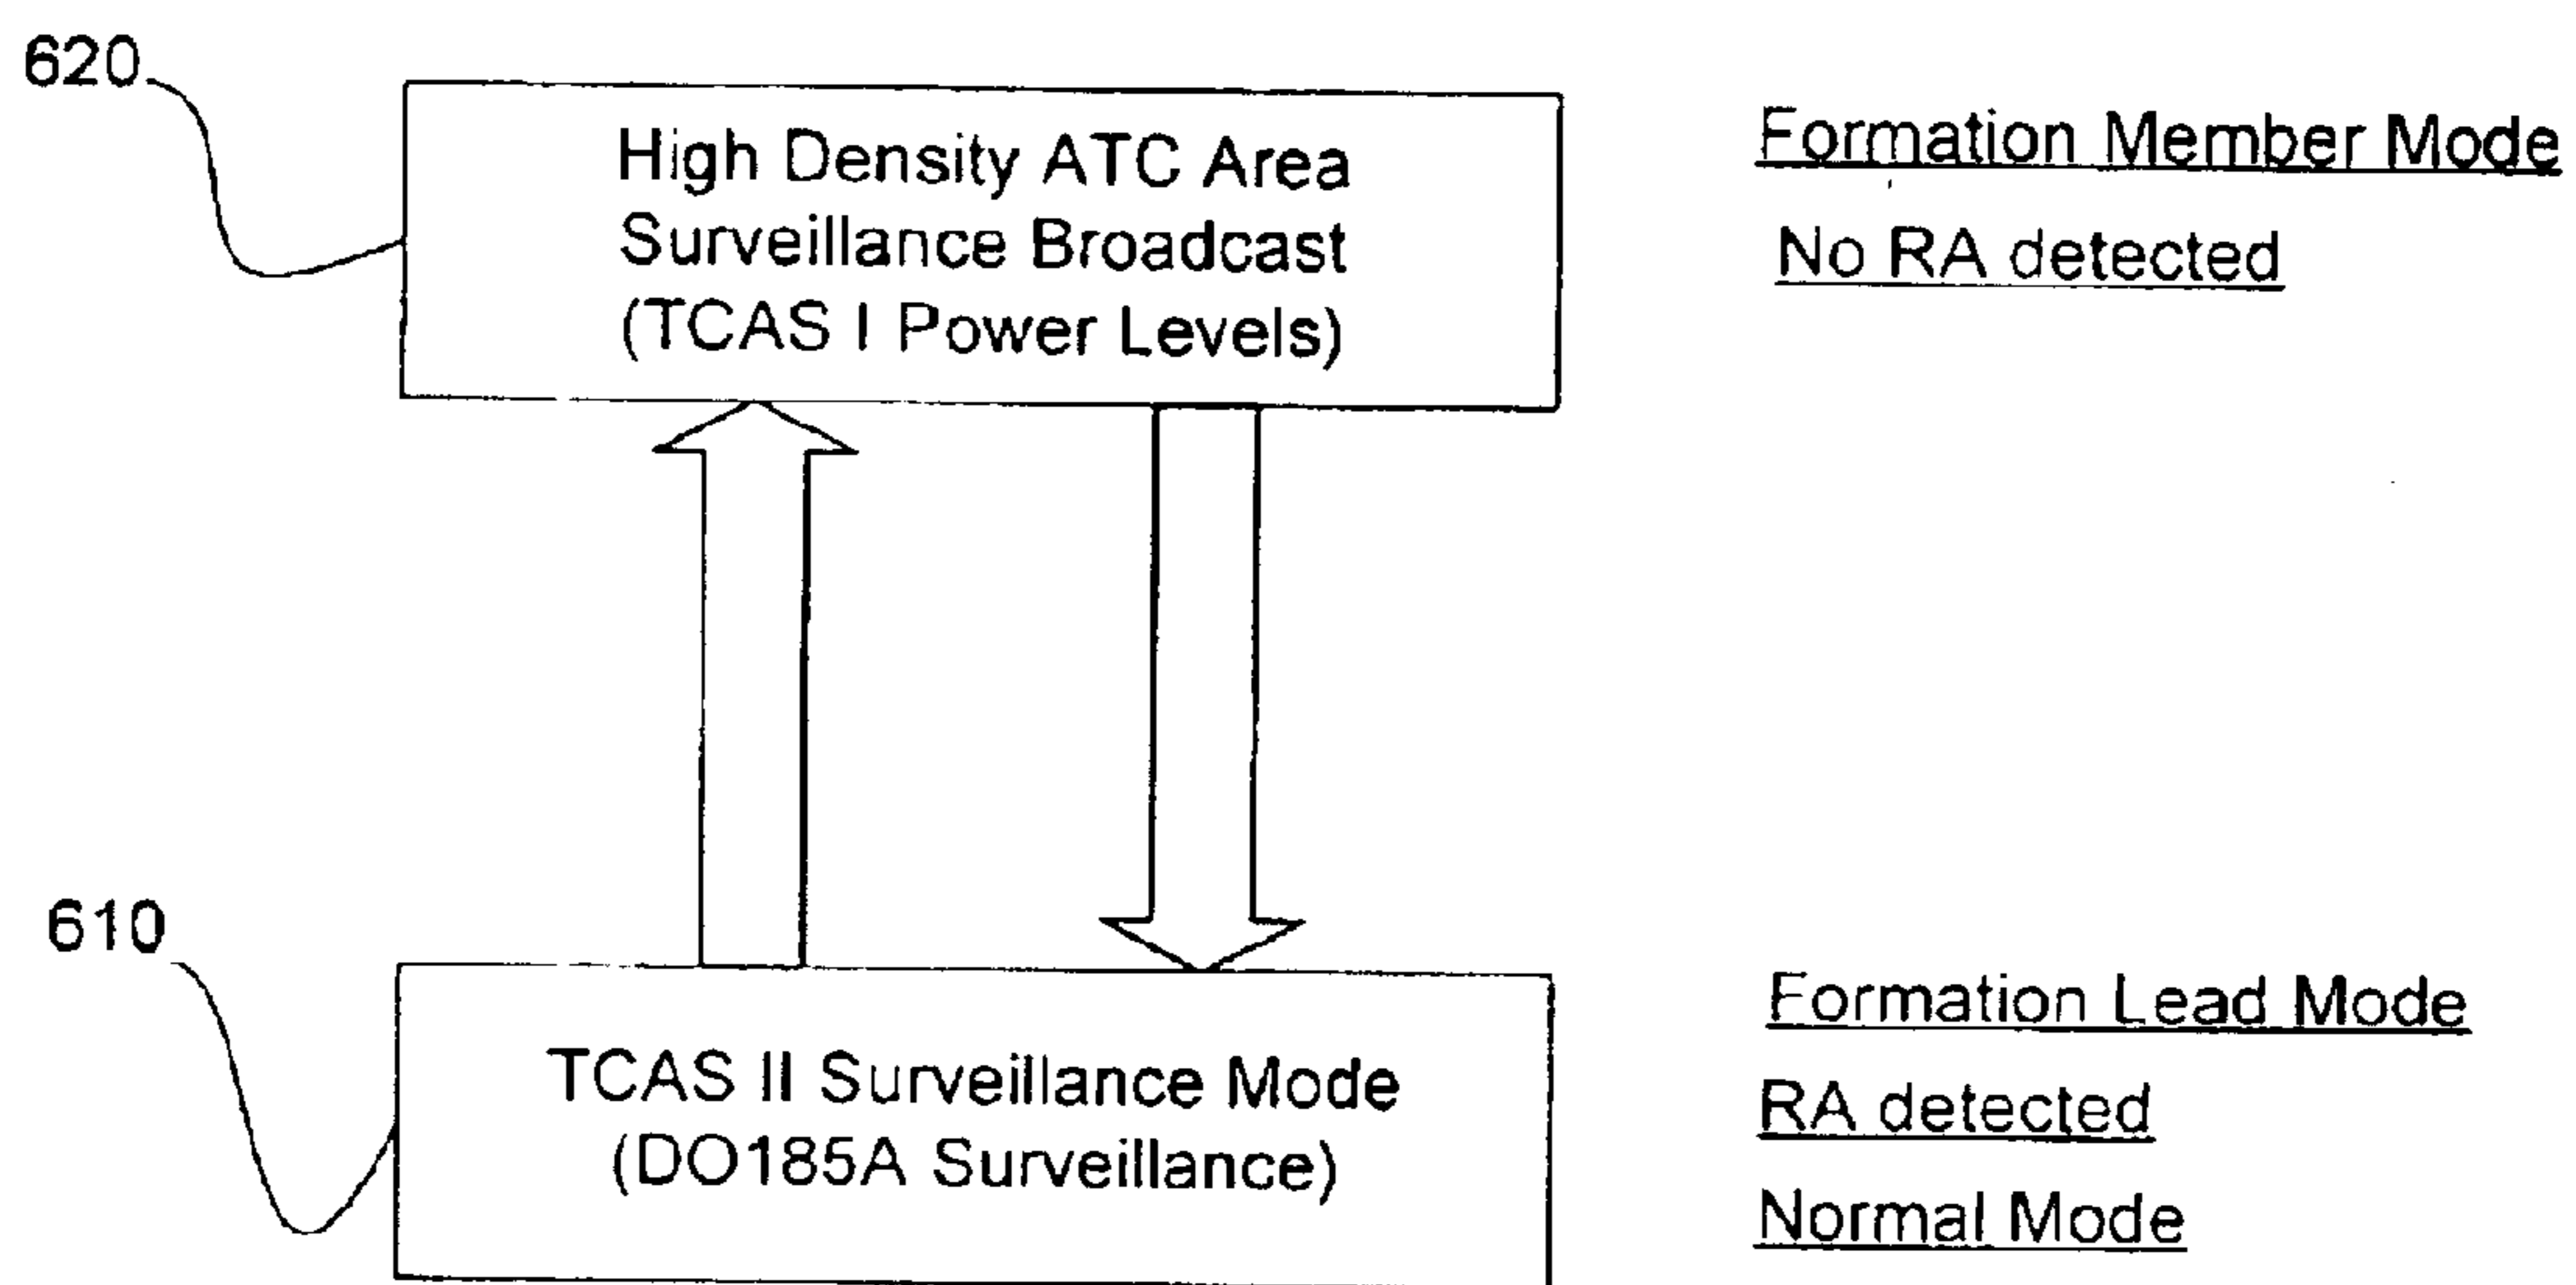 620
High Density ATC Area
Surveillance Broadcast
(TCAS I Power Levels)
Formation Member Mode
No RA detected
610
TCAS II Surveillance Mode
(DO185A Surveillance)
Formation Lead Mode
RA detected
Normal Mode